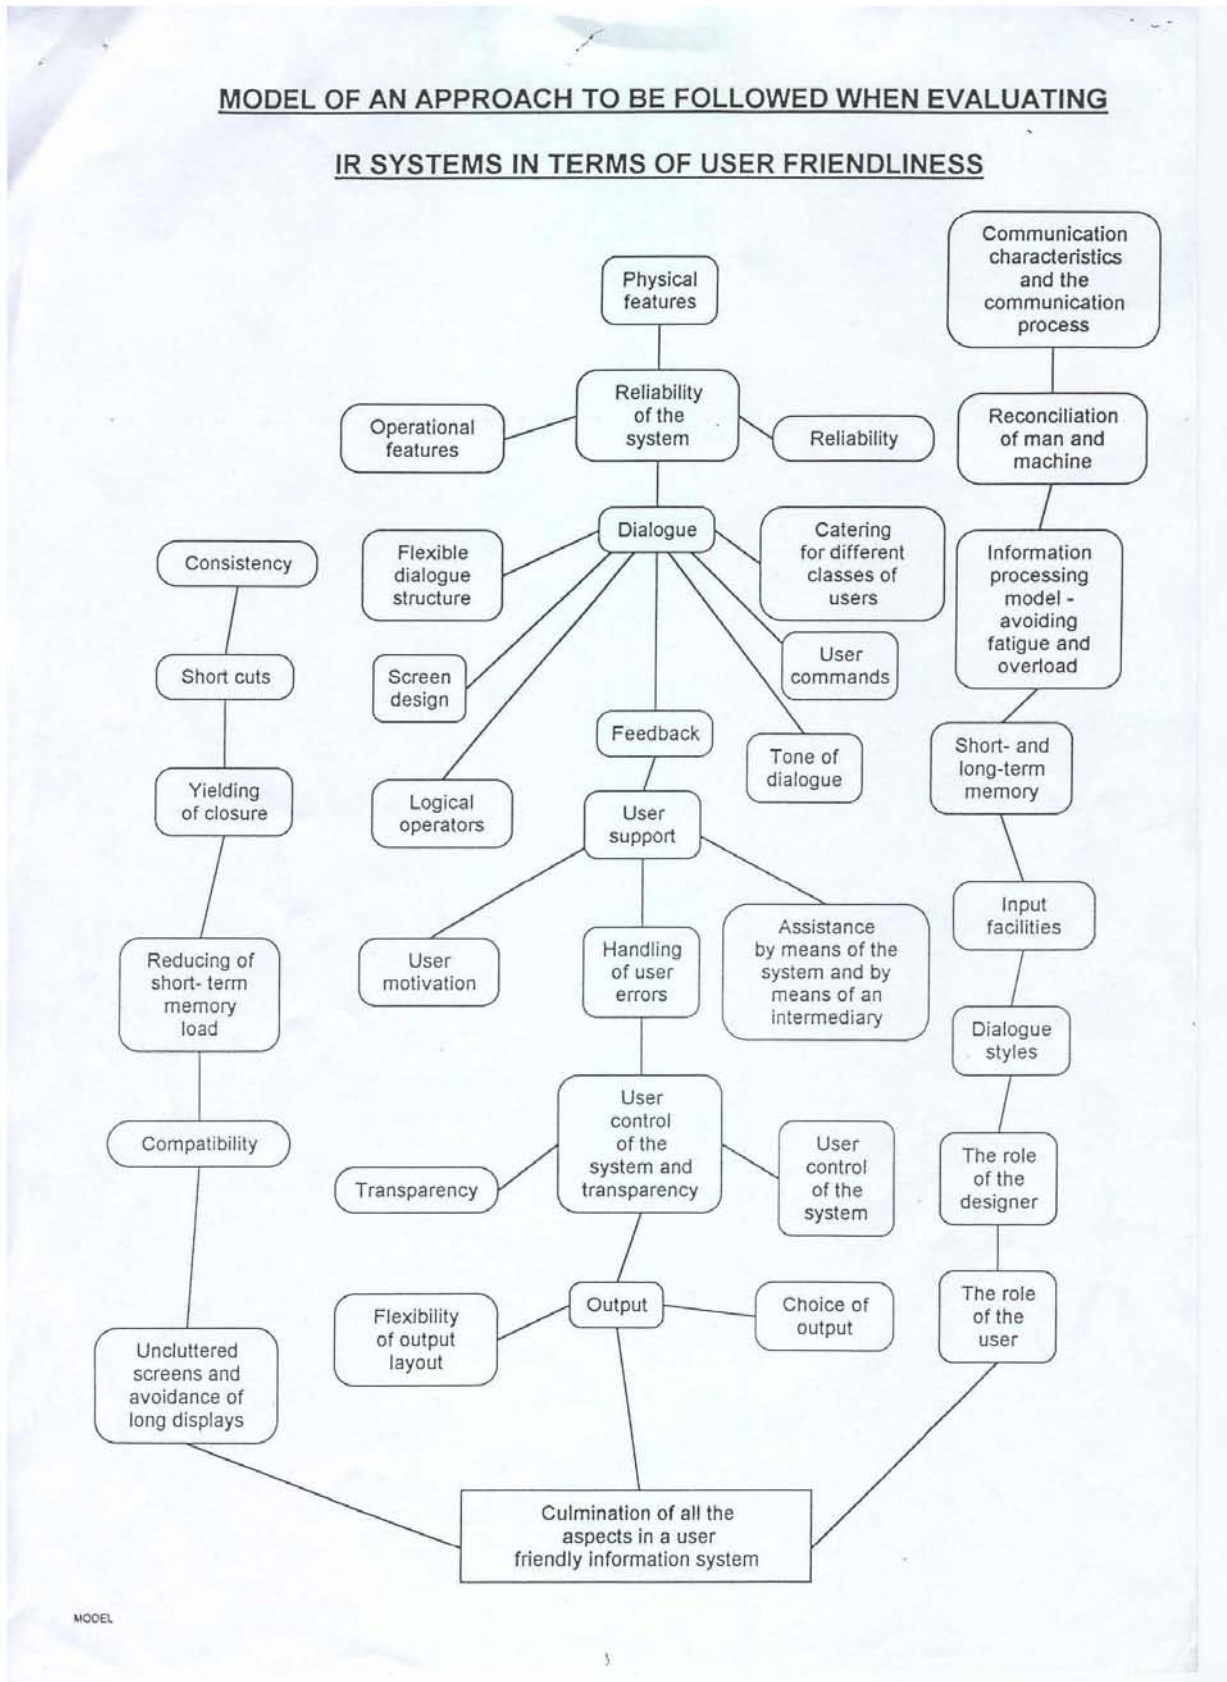 MODEL OF AN APPROACH TO BE FOLLOWED WHEN EVALUATING
IR SYSTEMS IN TERMS OF USER FRIENDLINESS
Communication
characteristics
and the
communication
process
Physical
features
Reliability
of the
system
Operational
features
Reliability
Reconciliation
of man and
machine
Dialogue
Flexible
dialogue
structure
Catering
for different
classes of
users
Information
processing
model -
avoiding
fatigue and
overload
Consistency
Short cuts
Screen
design
User
commands
Feedback
Tone of
dialogue
Short- and
long-term
memory
Yielding
of closure
Logical
operators
User
support
Input
facilities
Reducing of
short- term
memory
load
User
motivation
Handling
of user
errors
Assistance
by means of the
system and by
means of an
intermediary
Dialogue
styles
Compatibility
Transparency
User
control
of the
system and
transparency
User
control
of the
system
The role
of the
designer
Uncluttered
screens and
avoidance of
long displays
Flexibility
of output
layout
Output
Choice of
output
The role
of the
user
Culmination of all the
aspects in a user
friendly information system
MODEL